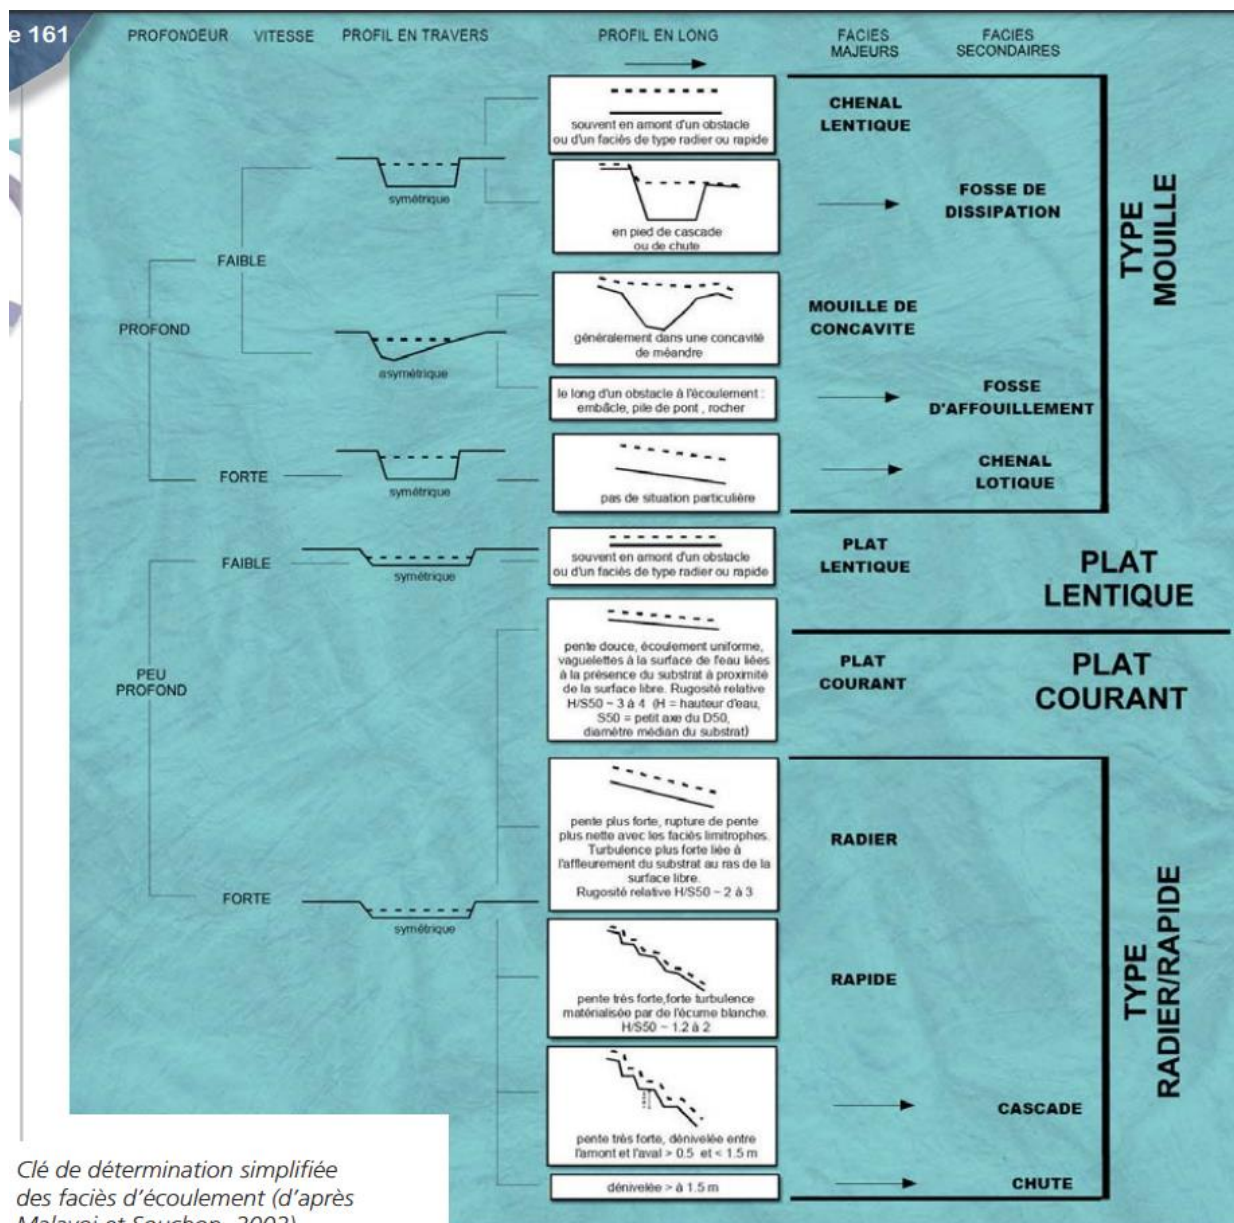 e 161
PROFONDEUR VITESSE PROFIL EN TRAVERS PROFIL EN LONG FACIES MAJEURS FACIES SECONDAIRES
souvent en amont d'un obstacle
ou d'un faciès de type radier ou rapide
CHENAL
LENTIQUE
symétrique
en pied de cascade
ou de chute
FOSSE DE
DISSIPATION
TYPE
MOUILLE
FAIBLE
PROFOND
généralement dans une concavité
de méandre
MOUILLE DE
CONCAVITE
asymétrique
le long d'un obstacle à l'écoulement :
embâcle, pile de pont , rocher
FOSSE
D'AFFOUILLEMENT
FORTE
symétrique
pas de situation particulière
CHENAL
LOTIQUE
FAIBLE
symétrique
souvent en amont d'un obstacle
ou d'un faciès de type radier ou rapide
PLAT
LENTIQUE
PLAT
LENTIQUE
PEU
PROFOND
pente douce, écoulement uniforme,
vaguelettes à la surface de l'eau liées
à la présence du substrat à proximité
de la surface libre. Rugosité relative
H/S50 ~ 3 à 4 (H = hauteur d'eau,
S50 = petit axe du D50,
diamètre médian du substrat)
PLAT
COURANT
PLAT
COURANT
pente plus forte, rupture de pente
plus nette avec les faciés limitrophes.
Turbulence plus forte liée à
l'affleurement du substrat au ras de la
surface libre.
Rugosité relative H/S50 ~ 2 à 3
RADIER
FORTE
symétrique
pente très forte,forte turbulence
matérialisée par de l'écume blanche.
H/S50 ~ 1.2 à 2
RAPIDE
TYPE
RADIER/RAPIDE
pente très forte, dénivelée entre
l'amont et l'aval > 0.5 et < 1.5 m
CASCADE
dénivelée > à 1.5 m
CHUTE
Clé de détermination simplifiée
des faciès d'écoulement (d'après
Malavoi et Souchon, 2002)